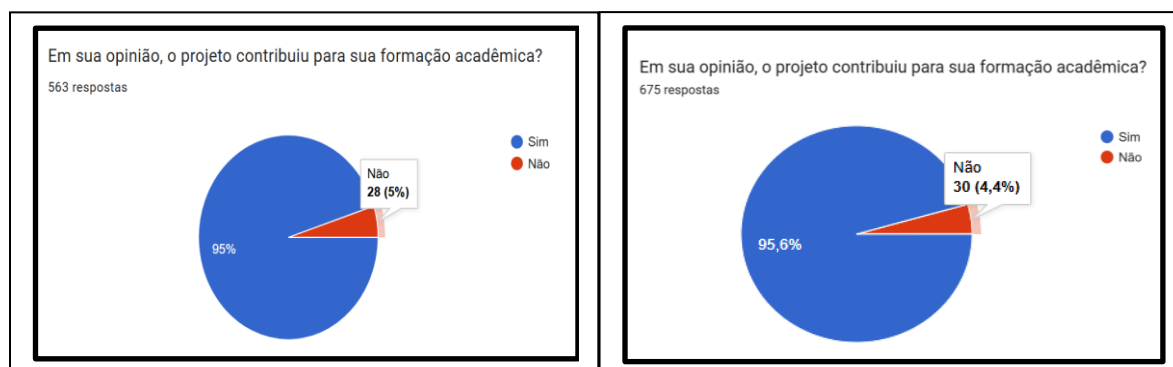 Em sua opinião, o projeto contribuiu para sua formação acadêmica?
563 respostas
Sim
Não
Não
28 (5%)
95%
Em sua opinião, o projeto contribuiu para sua formação acadêmica?
675 respostas
Sim
Não
Não
30 (4,4%)
95,6%